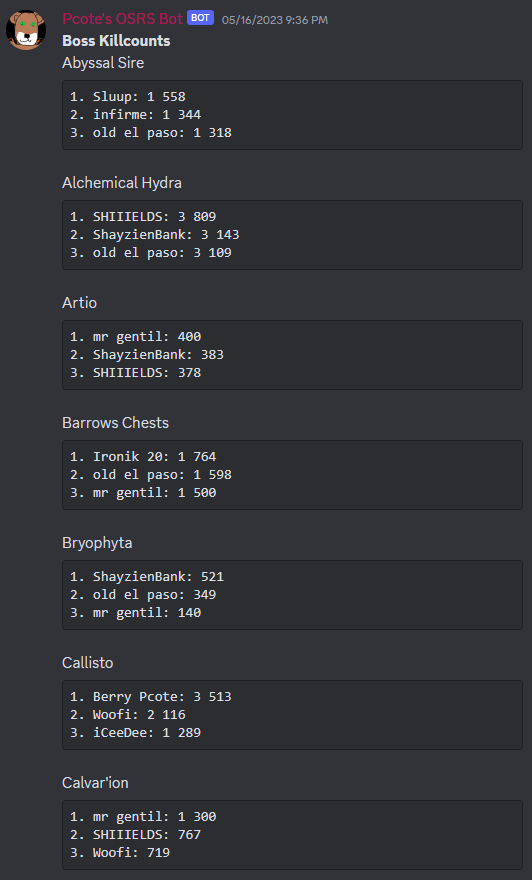 Pcote's OSRS Bot BOT 05/16/2023 9:36 PM
Boss Killcounts
Abyssal Sire
1. Sluup: 1 558
2. infirme: 1 344
3. old el paso: 1 318
Alchemical Hydra
1. SHIIIELDS: 3 809
2. ShayzienBank: 3 143
3. old el paso: 3 109
Artio
1. mr gentil: 400
2. ShayzienBank: 383
3. SHIIIELDS: 378
Barrows Chests
1. Ironik 20: 1 764
2. old el paso: 1 598
3. mr gentil: 1 500
Bryophyta
1. ShayzienBank: 521
2. old el paso: 349
3. mr gentil: 140
Callisto
1. Berry Pcote: 3 513
2. Woofi: 2 116
3. iCeeDee: 1 289
Calvar'ion
1. mr gentil: 1 300
2. SHIIIELDS: 767
3. Woofi: 719